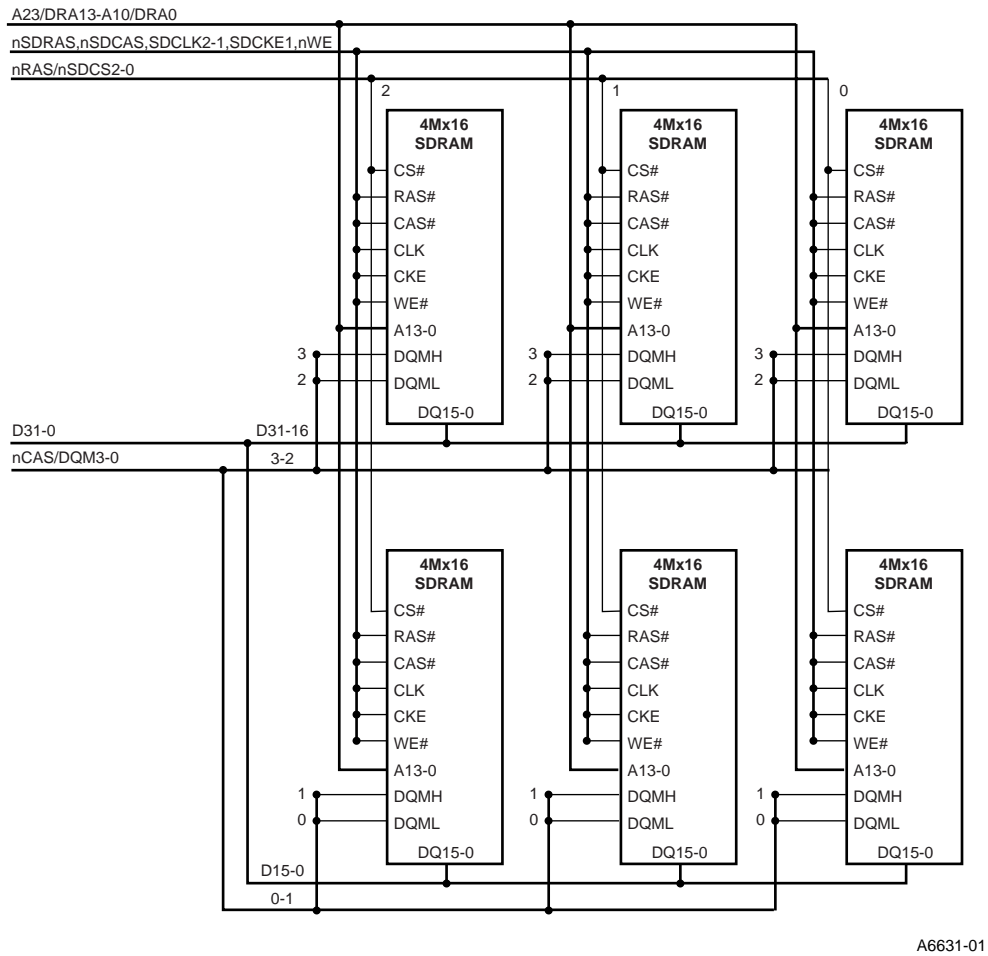 A23/DRA13-A10/DRA0
nSDRAS,nSDCAS,SDCLK2-1,SDCKE1,nWE
nRAS/nSDCS2-0
2
1
0
4Mx16
SDRAM
CS#
RAS#
CAS#
CLK
CKE
WE#
A13-0
3
DQMH
2
DQML
DQ15-0
4Mx16
SDRAM
CS#
RAS#
CAS#
CLK
CKE
WE#
A13-0
3
DQMH
2
DQML
DQ15-0
4Mx16
SDRAM
CS#
RAS#
CAS#
CLK
CKE
WE#
A13-0
3
DQMH
2
DQML
DQ15-0
D31-0
D31-16
nCAS/DQM3-0
3-2
4Mx16
SDRAM
CS#
RAS#
CAS#
CLK
CKE
WE#
A13-0
1
DQMH
0
DQML
DQ15-0
4Mx16
SDRAM
CS#
RAS#
CAS#
CLK
CKE
WE#
A13-0
1
DQMH
0
DQML
DQ15-0
4Mx16
SDRAM
CS#
RAS#
CAS#
CLK
CKE
WE#
A13-0
1
DQMH
0
DQML
DQ15-0
D15-0
0-1
A6631-01